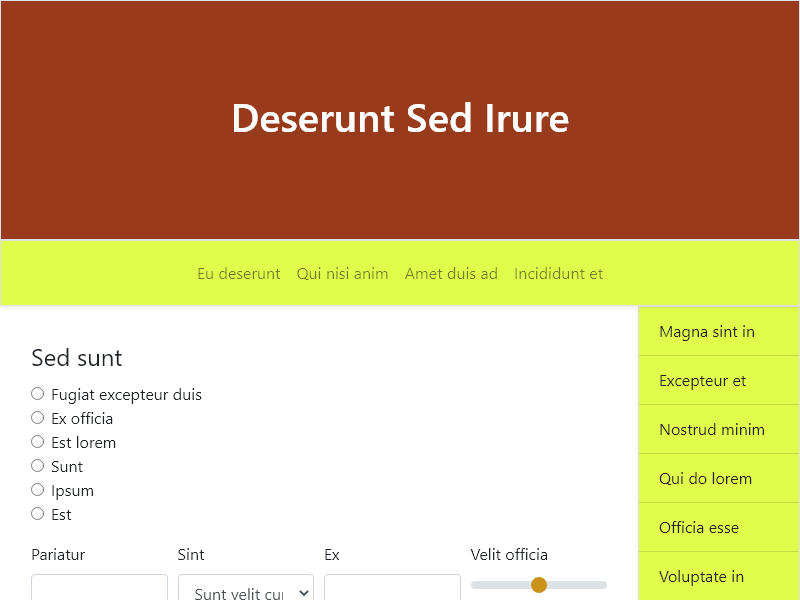 Deserunt Sed Irure
Eu deserunt Qui nisi anim Amet duis ad Incididunt et
Sed sunt
Fugiat excepteur duis
Ex officia
Est lorem
Sunt
Ipsum
Est
Pariatur Sint Ex Velit officia
Sunt velit
Magna sint in
Excepteur et
Nostrud minim
Qui do lorem
Officia esse
Voluptate in